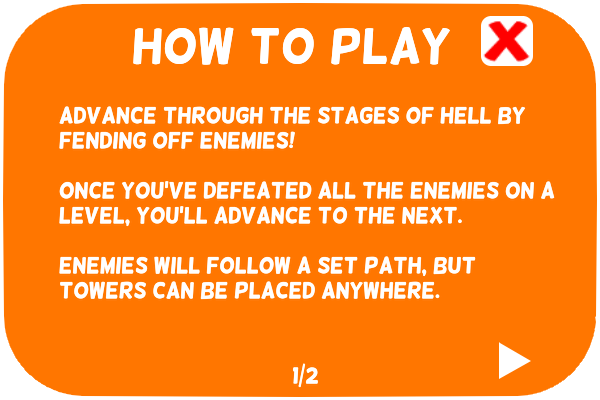 HOW TO PLAY
ADVANCE THROUGH THE STAGES OF HELL BY
FENDING OFF ENEMIES!
ONCE YOU'VE DEFEATED ALL THE ENEMIES ON A
LEVEL, YOU'LL ADVANCE TO THE NEXT.
ENEMIES WILL FOLLOW A SET PATH, BUT
TOWERS CAN BE PLACED ANYWHERE.
1/2